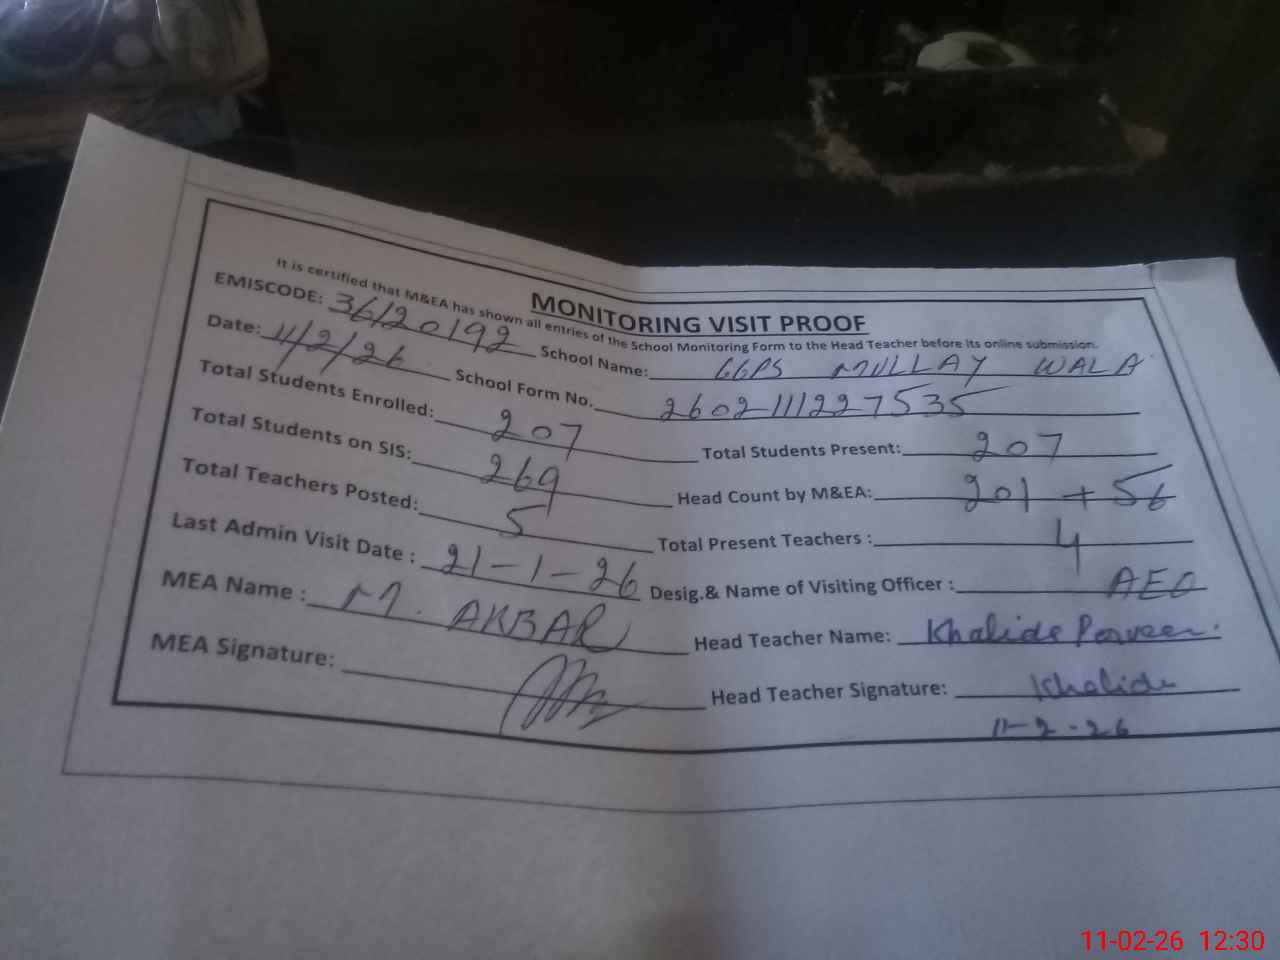 MONITORING VISIT PROOF
It is certified that M&EA has shown all entries of the School Monitoring Form to the Head Teacher before its online submission.
EMISCODE: 36120192 School Name: GGPS MULLAY WALA
Date: 11/2/26 School Form No. 2602111227535
Total Students Enrolled: 207 Total Students Present: 207
Total Students on SIS: 269 Head Count by M&EA: 201 + 56
Total Teachers Posted: 5 Total Present Teachers : 4
Last Admin Visit Date : 21-1-26 Desig.& Name of Visiting Officer : AEO
MEA Name : M. AKBAR Head Teacher Name: Khalida Parveen.
MEA Signature: Head Teacher Signature: Khalida
11-2-26
11-02-26 12:30